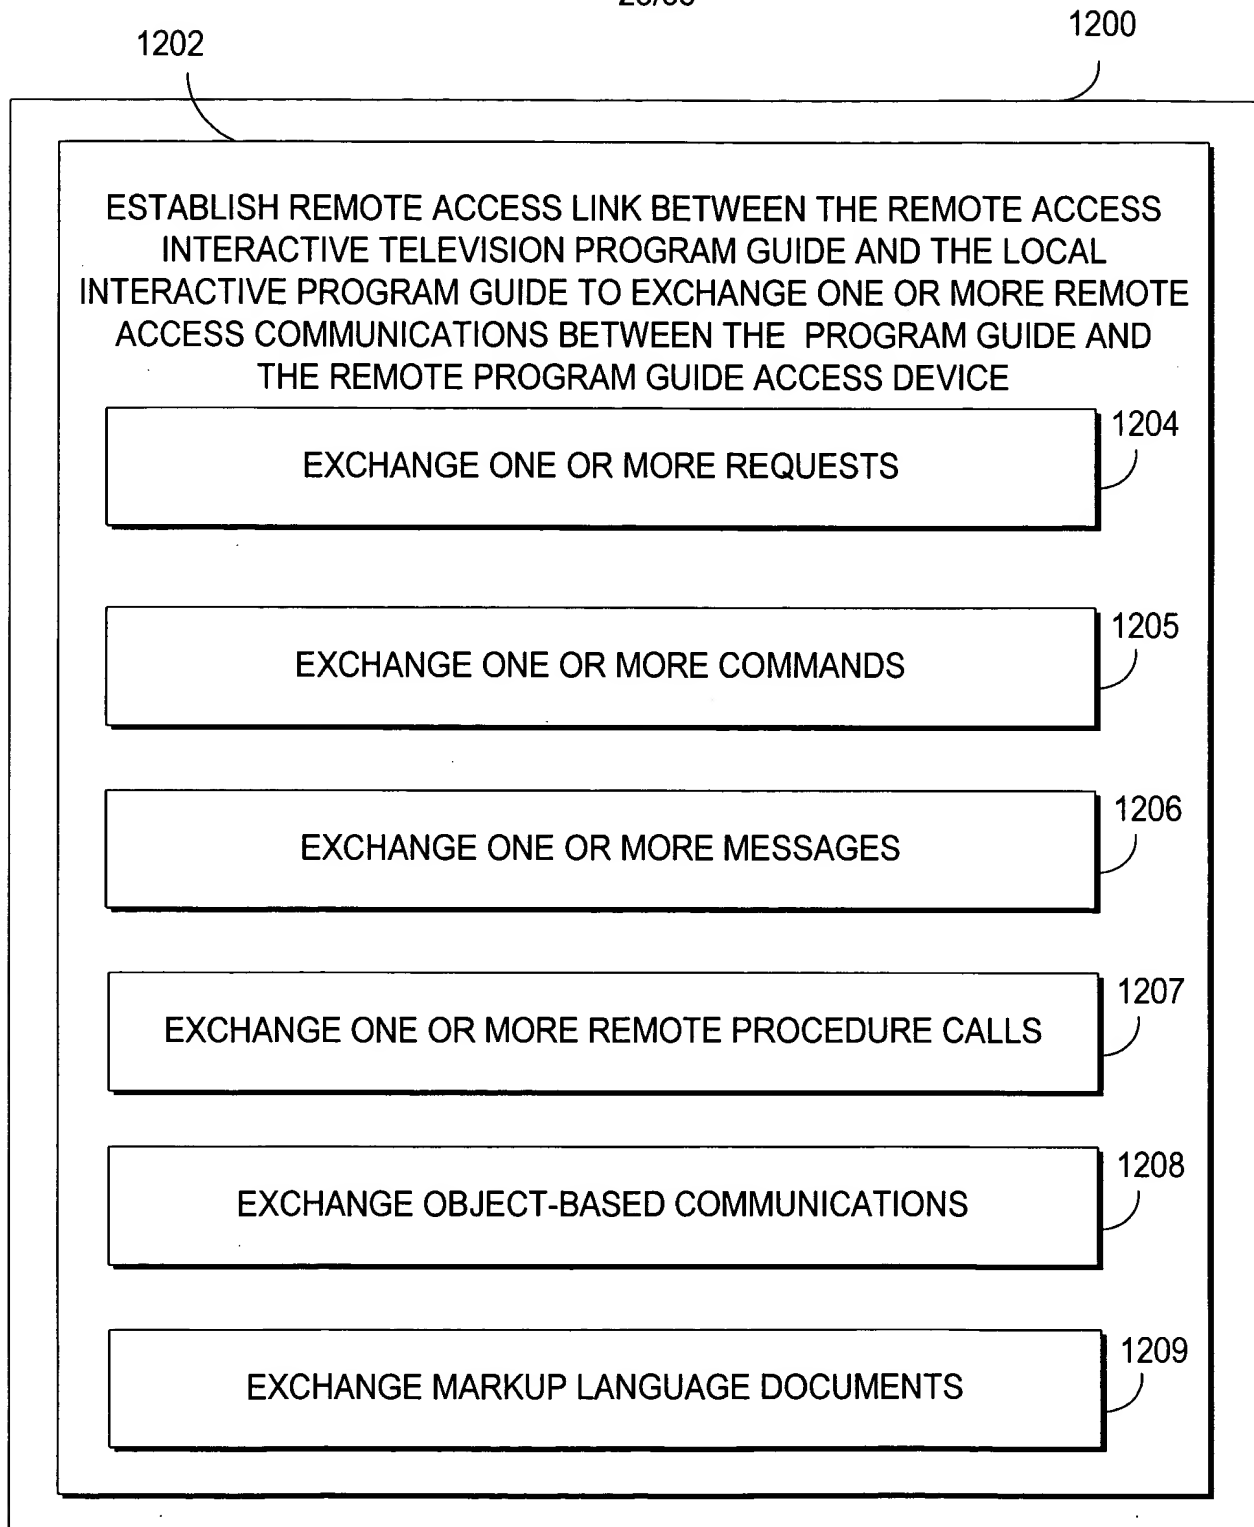 1202
1200
ESTABLISH REMOTE ACCESS LINK BETWEEN THE REMOTE ACCESS
INTERACTIVE TELEVISION PROGRAM GUIDE AND THE LOCAL
INTERACTIVE PROGRAM GUIDE TO EXCHANGE ONE OR MORE REMOTE
ACCESS COMMUNICATIONS BETWEEN THE PROGRAM GUIDE AND
THE REMOTE PROGRAM GUIDE ACCESS DEVICE
1204
EXCHANGE ONE OR MORE REQUESTS
1205
EXCHANGE ONE OR MORE COMMANDS
1206
EXCHANGE ONE OR MORE MESSAGES
1207
EXCHANGE ONE OR MORE REMOTE PROCEDURE CALLS
1208
EXCHANGE OBJECT-BASED COMMUNICATIONS
1209
EXCHANGE MARKUP LANGUAGE DOCUMENTS